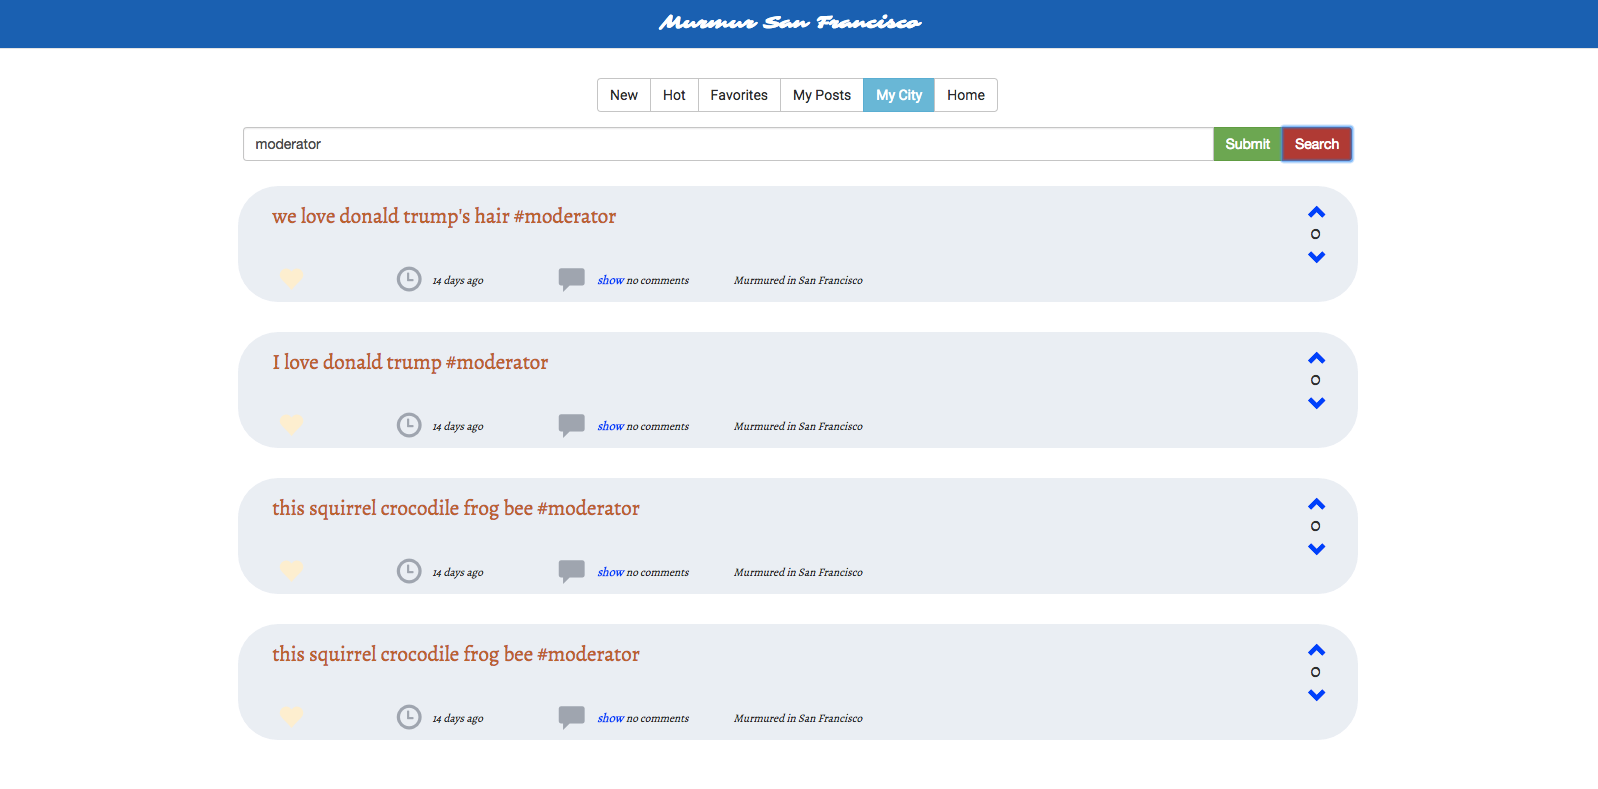 Murmur San Francisco
New Hot Favorites My Posts My City Home
moderator Submit Search
we love donald trump's hair #moderator
0
14 days ago show no comments Murmured in San Francisco
I love donald trump #moderator
0
14 days ago show no comments Murmured in San Francisco
this squirrel crocodile frog bee #moderator
0
14 days ago show no comments Murmured in San Francisco
this squirrel crocodile frog bee #moderator
0
14 days ago show no comments Murmured in San Francisco